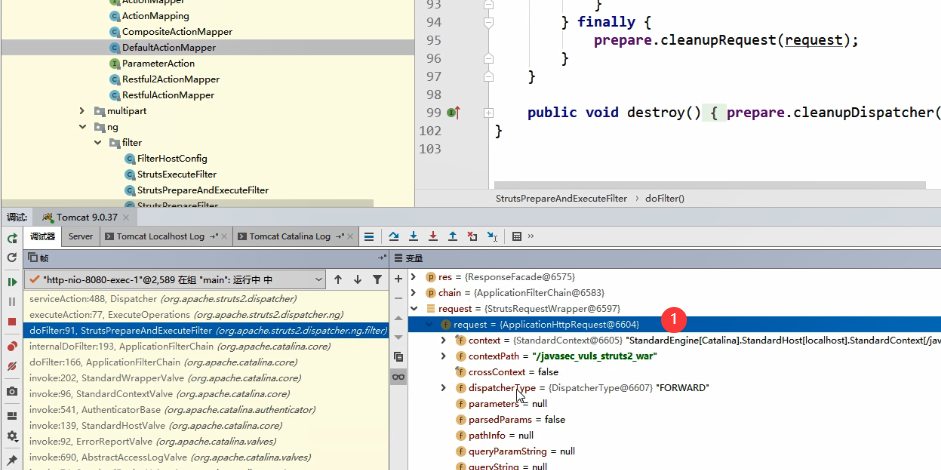 ActionMapper
ActionMapping
CompositeActionMapper
DefaultActionMapper
ParameterAction
Restful2ActionMapper
RestfulActionMapper
multipart
ng
filter
FilterHostConfig
StrutsExecuteFilter
StrutsPrepareAndExecuteFilter
StrutsPrepareFilter
93 }
94 } finally {
95 prepare.cleanupRequest(request);
96 }
97 }
98
99 public void destroy() { prepare.cleanupDispatcher(
102 }
103
StrutsPrepareAndExecuteFilter > doFilter()
调试: Tomcat 9.0.37 ×
调试器 Server Tomcat Localhost Log →* × Tomcat Catalina Log →* × »
帧 →*
"http-nio-8080-exec-1"@2,589 在组 "main": 运行中 中
serviceAction:488, Dispatcher (org.apache.struts2.dispatcher)
executeAction:77, ExecuteOperations (org.apache.struts2.dispatcher.ng)
doFilter:91, StrutsPrepareAndExecuteFilter (org.apache.struts2.dispatcher.ng.filter)
internalDoFilter:193, ApplicationFilterChain (org.apache.catalina.core)
doFilter:166, ApplicationFilterChain (org.apache.catalina.core)
invoke:202, StandardWrapperValve (org.apache.catalina.core)
invoke:96, StandardContextValve (org.apache.catalina.core)
invoke:541, AuthenticatorBase (org.apache.catalina.authenticator)
invoke:139, StandardHostValve (org.apache.catalina.core)
invoke:92, ErrorReportValve (org.apache.catalina.valves)
invoke:690, AbstractAccessLogValve (org.apache.catalina.valves)
变量
res = {ResponseFacade@6575}
chain = {ApplicationFilterChain@6583}
request = {StrutsRequestWrapper@6597}
request = {ApplicationHttpRequest@6604}
1
context = {StandardContext@6605} "StandardEngine[Catalina].StandardHost[localhost].StandardContext[/jav
contextPath = "/javasec_vuls_struts2_war"
crossContext = false
dispatcherType = {DispatcherType@6607} "FORWARD"
parameters = null
parsedParams = false
pathInfo = null
queryParamString = null
queryString = null